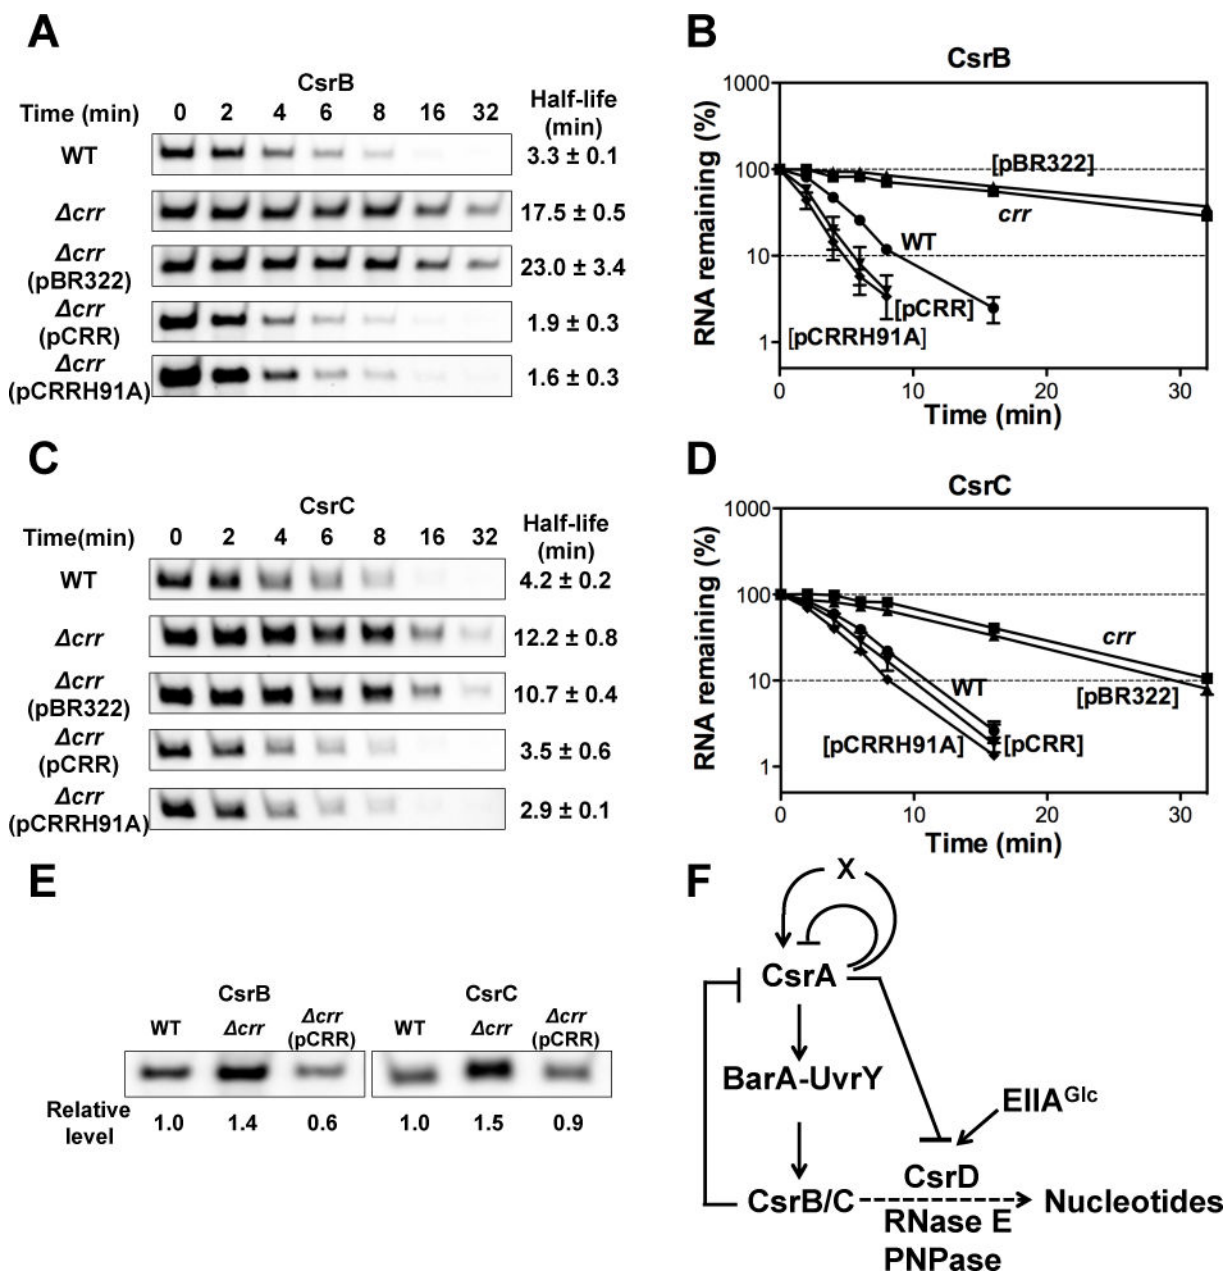 A
CsrB
Time (min) 0 2 4 6 8 16 32 Half-life (min)
WT 3.3 ± 0.1
Δcrr 17.5 ± 0.5
Δcrr (pBR322) 23.0 ± 3.4
Δcrr (pCRR) 1.9 ± 0.3
Δcrr (pCRRH91A) 1.6 ± 0.3
B
CsrB
RNA remaining (%)
1000
100
10
1
[pBR322]
crr
WT
[pCRR]
[pCRRH91A]
0 10 20 30
Time (min)
C
CsrC
Time(min) 0 2 4 6 8 16 32 Half-life (min)
WT 4.2 ± 0.2
Δcrr 12.2 ± 0.8
Δcrr (pBR322) 10.7 ± 0.4
Δcrr (pCRR) 3.5 ± 0.6
Δcrr (pCRRH91A) 2.9 ± 0.1
D
CsrC
RNA remaining (%)
1000
100
10
1
crr
WT
[pBR322]
[pCRRH91A] [pCRR]
0 10 20 30
Time (min)
E
CsrB CsrC
WT Δcrr Δcrr (pCRR) WT Δcrr Δcrr (pCRR)
Relative level 1.0 1.4 0.6 1.0 1.5 0.9
F
X
CsrA
BarA-UvrY
EIIAGlc
CsrD
CsrB/C Nucleotides
RNase E
PNPase